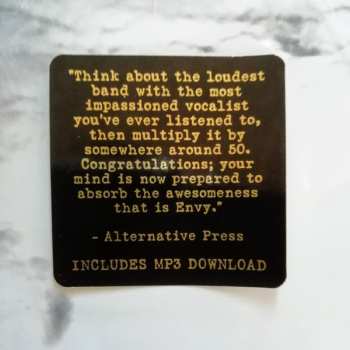 "Think about the loudest
band with the most
impassioned vocalist
you've ever listened to,
then multiply it by
somewhere around 50.
Congratulations; your
mind is now prepared to
absorb the awesomeness
that is Envy."
- Alternative Press
INCLUDES MP3 DOWNLOAD